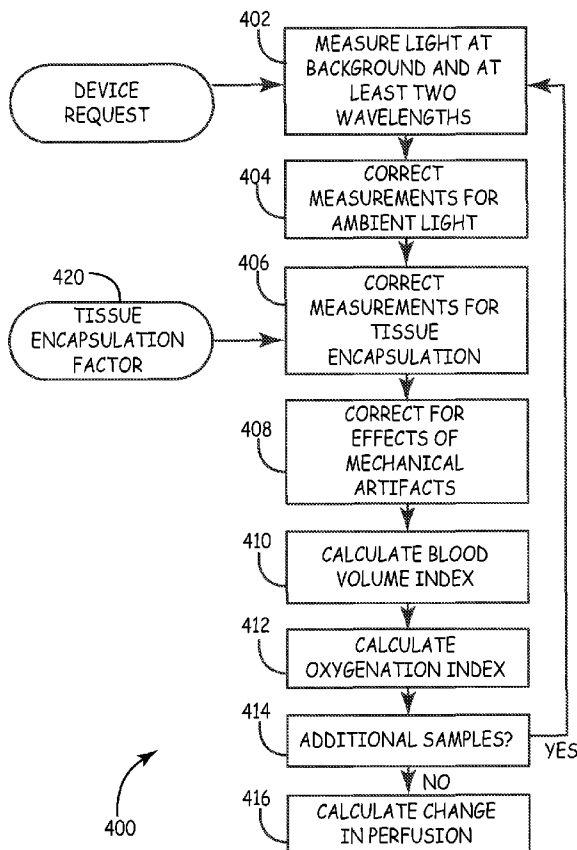 402
MEASURE LIGHT AT
BACKGROUND AND AT
LEAST TWO
WAVELENGTHS
DEVICE
REQUEST
404
CORRECT
MEASUREMENTS FOR
AMBIENT LIGHT
406
CORRECT
MEASUREMENTS FOR
TISSUE
ENCAPSULATION
420
TISSUE
ENCAPSULATION
FACTOR
408
CORRECT FOR
EFFECTS OF
MECHANICAL
ARTIFACTS
410
CALCULATE BLOOD
VOLUME INDEX
412
CALCULATE
OXYGENATION INDEX
414
ADDITIONAL SAMPLES?
YES
NO
416
CALCULATE CHANGE
IN PERFUSION
400